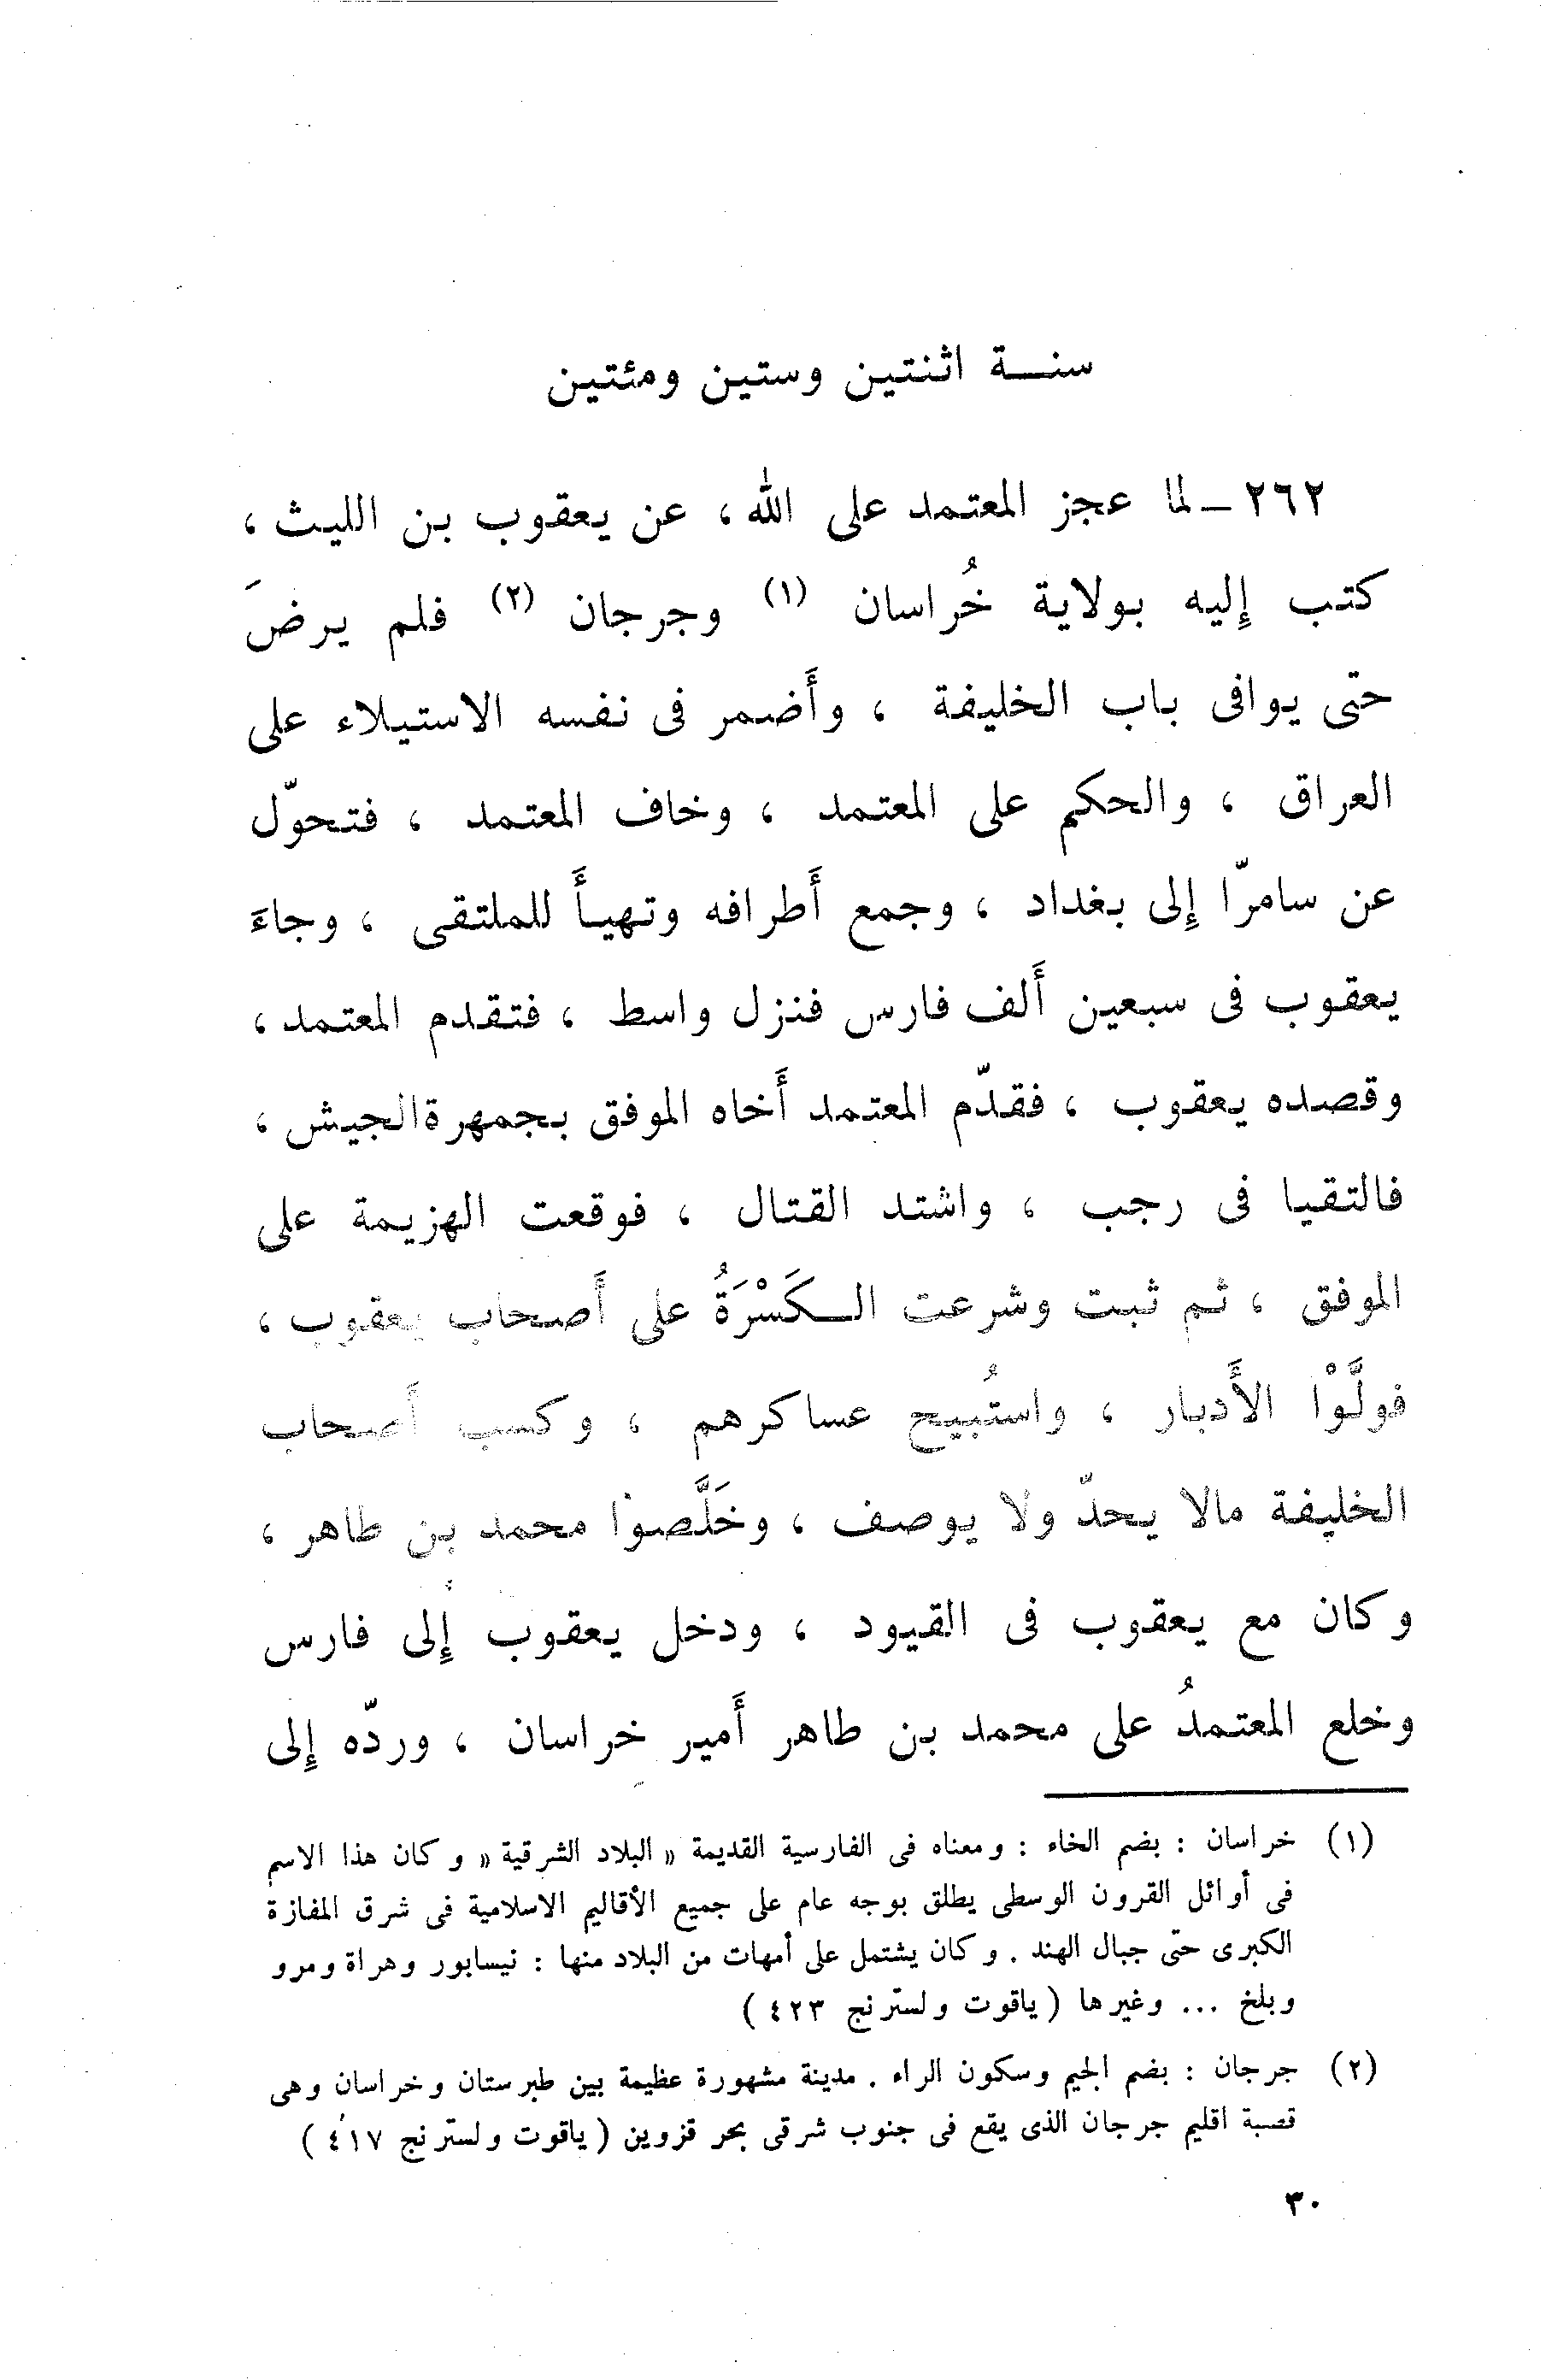 سنة اثنتين وستين ومئتين
٢٦٢ - لما عجز المعتمد على الله ، عن يعقوب بن الليث ،
كتب إليه بولاية خُراسان (١) وجرجان (٢) فلم يرضَ
حتى يوافى باب الخليفة ، وأَضمر فى نفسه الاستيلاء على
العراق ، والحكم على المعتمد ، وخاف المعتمد ، فتحوّل
عن سامرّا إلى بغداد ، وجمع أَطرافه وتهيأَ للملتقى ، وجاءَ
يعقوب فى سبعين أَلف فارس فنزل واسط ، فتقدم المعتمد ،
وقصده يعقوب ، فقدّم المعتمد أَخاه الموفق بجمهرة الجيش ،
فالتقيا فى رجب ، واشتد القتال ، فوقعت الهزيمة على
الموفق ، ثم ثبت وشرعت الكَسْرَةُ على أَصحاب يعقوب ،
فولَّوْا الأَدبار ، واستُبيح عساكرهم ، وكسب أَصحاب
الخليفة مالا يحدّ ولا يوصف ، وخَلَّصوا محمد بن طاهر ،
وكان مع يعقوب فى القيود ، ودخل يعقوب إلى فارس
وخلع المعتمدُ على محمد بن طاهر أَمير خراسان ، وردّه إلى
(١) خراسان : بضم الخاء : ومعناه فى الفارسية القديمة « البلاد الشرقية « وكان هذا الاسم
فى أوائل القرون الوسطى يطلق بوجه عام على جميع الأقاليم الاسلامية فى شرق المفازة
الكبرى حتى جبال الهند . وكان يشتمل على أمهات من البلاد منها : نيسابور وهراة ومرو
وبلخ ... وغيرها ( ياقوت ولسترنج ٤٢٣ )
(٢) جرجان : بضم الجيم وسكون الراء . مدينة مشهورة عظيمة بين طبرستان وخراسان وهى
قصبة اقليم جرجان الذى يقع فى جنوب شرقى بحر قزوين ( ياقوت ولسترنج ٤١٧ )
٣٠